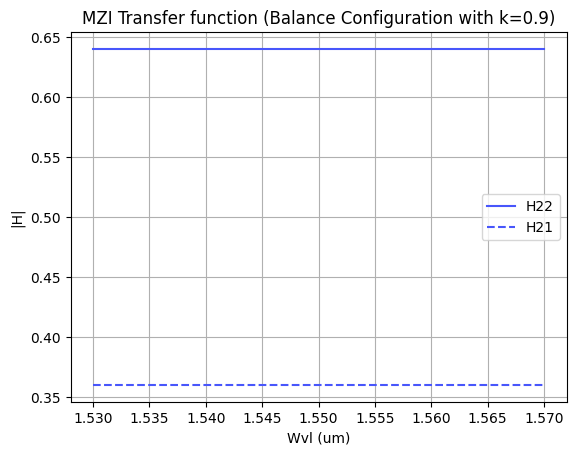 MZI Transfer function (Balance Configuration with k=0.9)
0.65
0.60
0.55
0.50
0.45
0.40
0.35
|H|
H22
H21
1.530 1.535 1.540 1.545 1.550 1.555 1.560 1.565 1.570
Wvl (um)